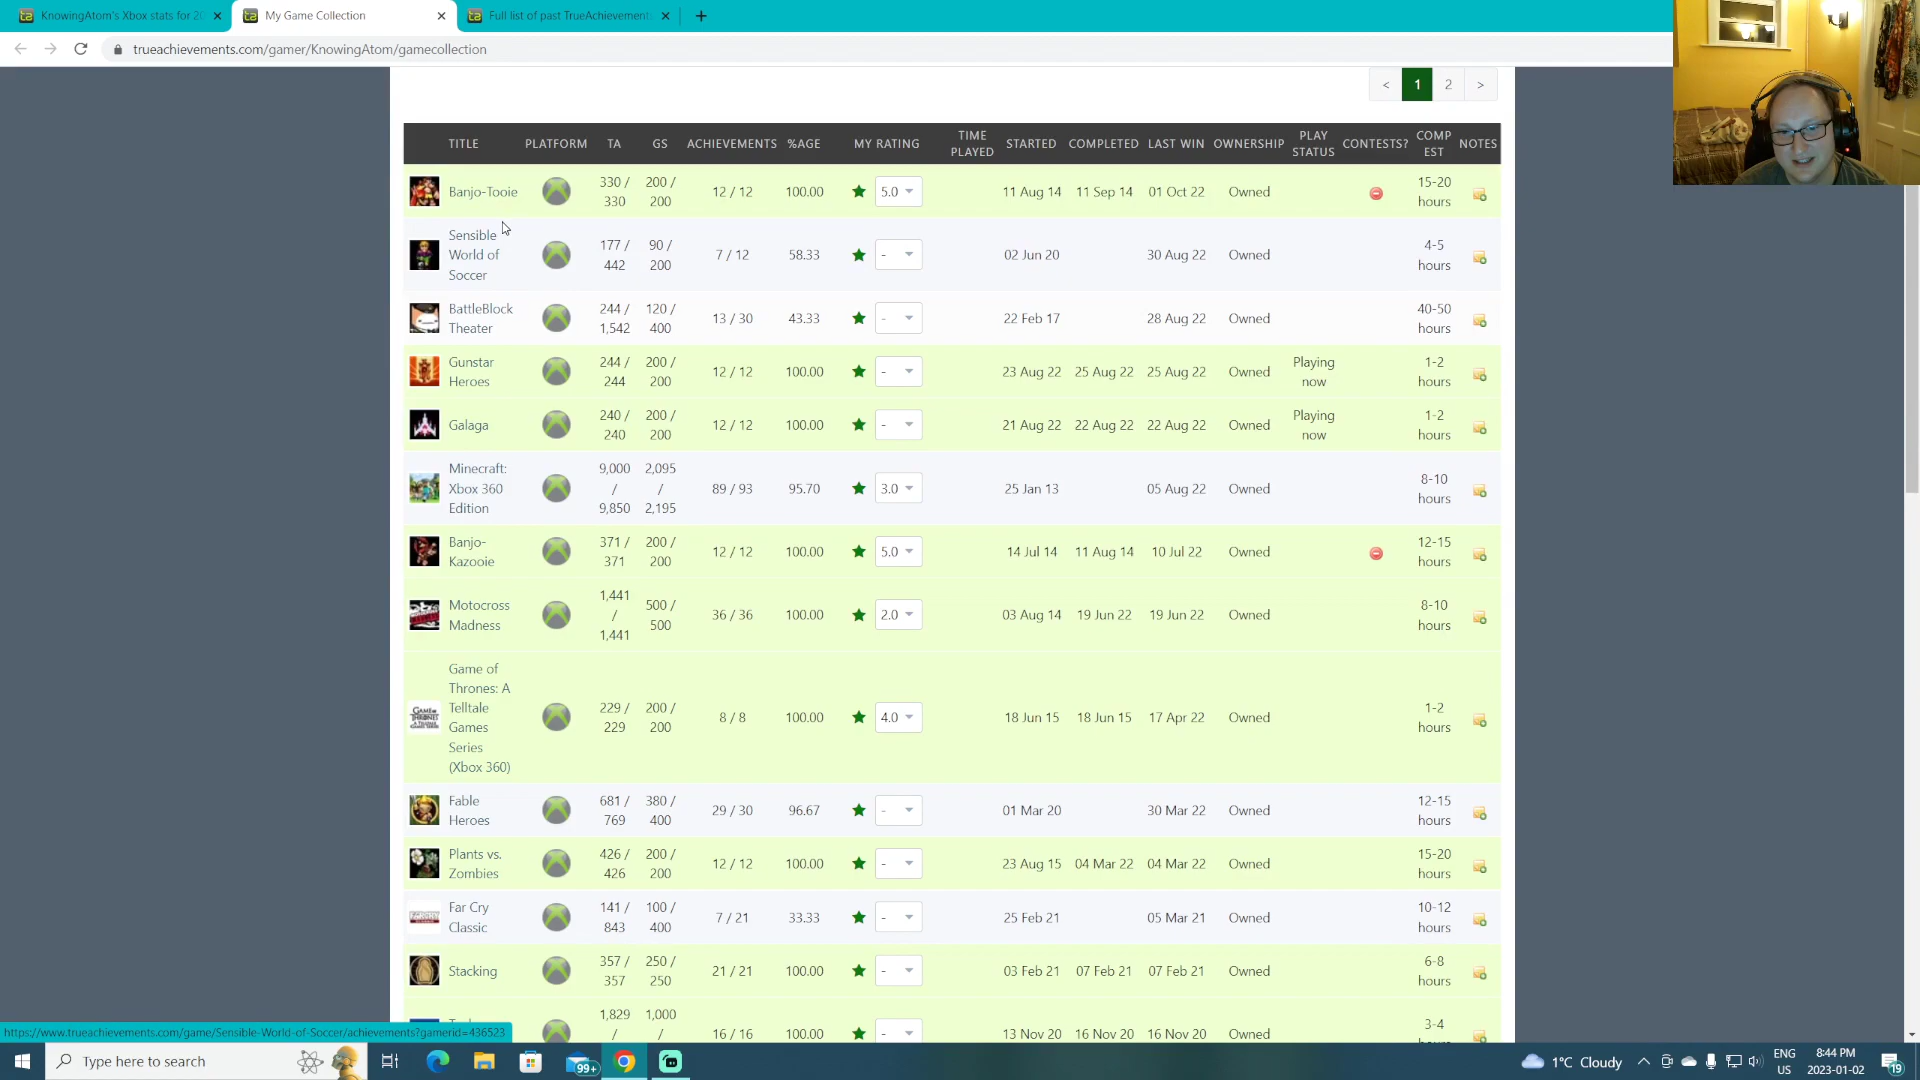 KnowingAtom's Xbox stats for 20
My Game Collection
Full list of past TrueAchievement
trueachievements.com/gamer/KnowingAtom/gamecollection
< 1 2 >
TITLE PLATFORM TA GS ACHIEVEMENTS %AGE MY RATING TIME PLAYED STARTED COMPLETED LAST WIN OWNERSHIP PLAY STATUS CONTESTS? COMP EST NOTES
Banjo-Tooie 330 / 330 200 / 200 12 / 12 100.00 5.0 11 Aug 14 11 Sep 14 01 Oct 22 Owned 15-20 hours
Sensible World of Soccer 177 / 442 90 / 200 7 / 12 58.33 - 02 Jun 20 30 Aug 22 Owned 4-5 hours
BattleBlock Theater 244 / 1,542 120 / 400 13 / 30 43.33 - 22 Feb 17 28 Aug 22 Owned 40-50 hours
Gunstar Heroes 244 / 244 200 / 200 12 / 12 100.00 - 23 Aug 22 25 Aug 22 25 Aug 22 Owned Playing now 1-2 hours
Galaga 240 / 240 200 / 200 12 / 12 100.00 - 21 Aug 22 22 Aug 22 22 Aug 22 Owned Playing now 1-2 hours
Minecraft: Xbox 360 Edition 9,000 / 9,850 2,095 / 2,195 89 / 93 95.70 3.0 25 Jan 13 05 Aug 22 Owned 8-10 hours
Banjo-Kazooie 371 / 371 200 / 200 12 / 12 100.00 5.0 14 Jul 14 11 Aug 14 10 Jul 22 Owned 12-15 hours
Motocross Madness 1,441 / 1,441 500 / 500 36 / 36 100.00 2.0 03 Aug 14 19 Jun 22 19 Jun 22 Owned 8-10 hours
Game of Thrones: A Telltale Games Series (Xbox 360) 229 / 229 200 / 200 8 / 8 100.00 4.0 18 Jun 15 18 Jun 15 17 Apr 22 Owned 1-2 hours
Fable Heroes 681 / 769 380 / 400 29 / 30 96.67 - 01 Mar 20 30 Mar 22 Owned 12-15 hours
Plants vs. Zombies 426 / 426 200 / 200 12 / 12 100.00 - 23 Aug 15 04 Mar 22 04 Mar 22 Owned 15-20 hours
Far Cry Classic 141 / 843 100 / 400 7 / 21 33.33 - 25 Feb 21 05 Mar 21 Owned 10-12 hours
Stacking 357 / 357 250 / 250 21 / 21 100.00 - 03 Feb 21 07 Feb 21 07 Feb 21 Owned 6-8 hours
1,829 / 1,000 / 16 / 16 100.00 - 13 Nov 20 16 Nov 20 16 Nov 20 Owned 3-4
https://www.trueachievements.com/game/Sensible-World-of-Soccer/achievements?gamerid=436523
Type here to search
99+
1°C Cloudy
ENG US
8:44 PM
2023-01-02
19